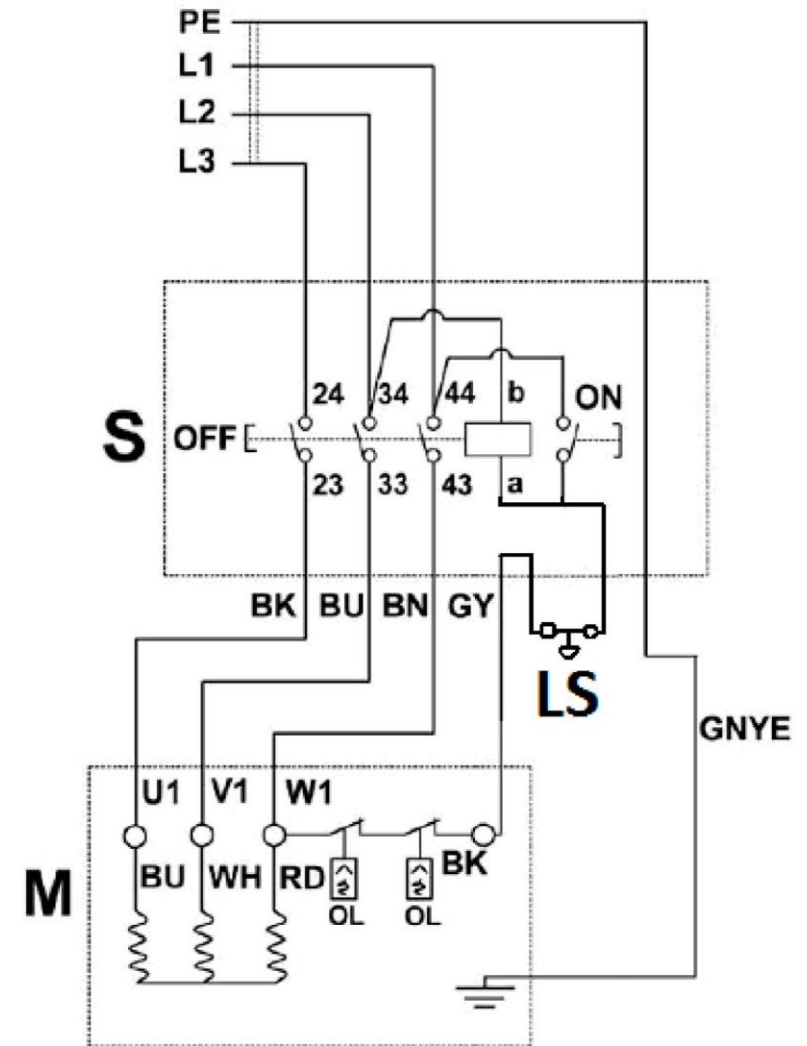 PE
L1
L2
L3
24 34 44 b ON
S OFF
23 33 43 a
BK BU BN GY
LS
GNYE
U1 V1 W1
M BU WH RD BK
OL OL